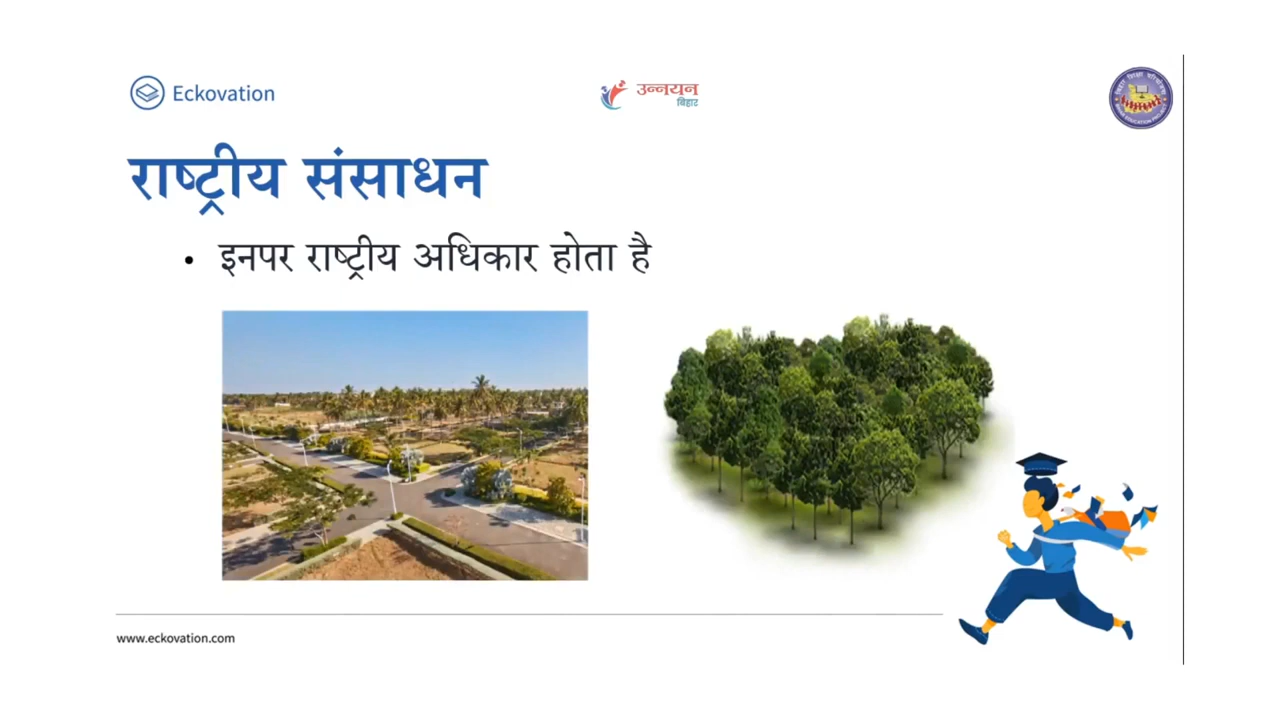 Eckovation
उन्नयन
बिहार
राष्ट्रीय संसाधन
• इनपर राष्ट्रीय अधिकार होता है
www.eckovation.com